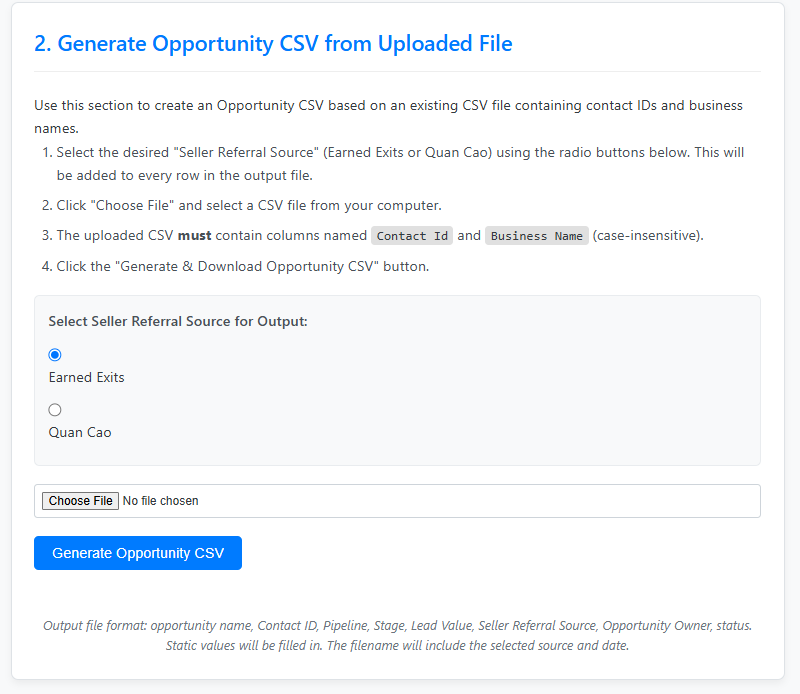 2. Generate Opportunity CSV from Uploaded File
Use this section to create an Opportunity CSV based on an existing CSV file containing contact IDs and business
names.
1. Select the desired "Seller Referral Source" (Earned Exits or Quan Cao) using the radio buttons below. This will
be added to every row in the output file.
2. Click "Choose File" and select a CSV file from your computer.
3. The uploaded CSV must contain columns named Contact Id and Business Name (case-insensitive).
4. Click the "Generate & Download Opportunity CSV" button.
Select Seller Referral Source for Output:
Earned Exits
Quan Cao
Choose File No file chosen
Generate Opportunity CSV
Output file format: opportunity name, Contact ID, Pipeline, Stage, Lead Value, Seller Referral Source, Opportunity Owner, status.
Static values will be filled in. The filename will include the selected source and date.